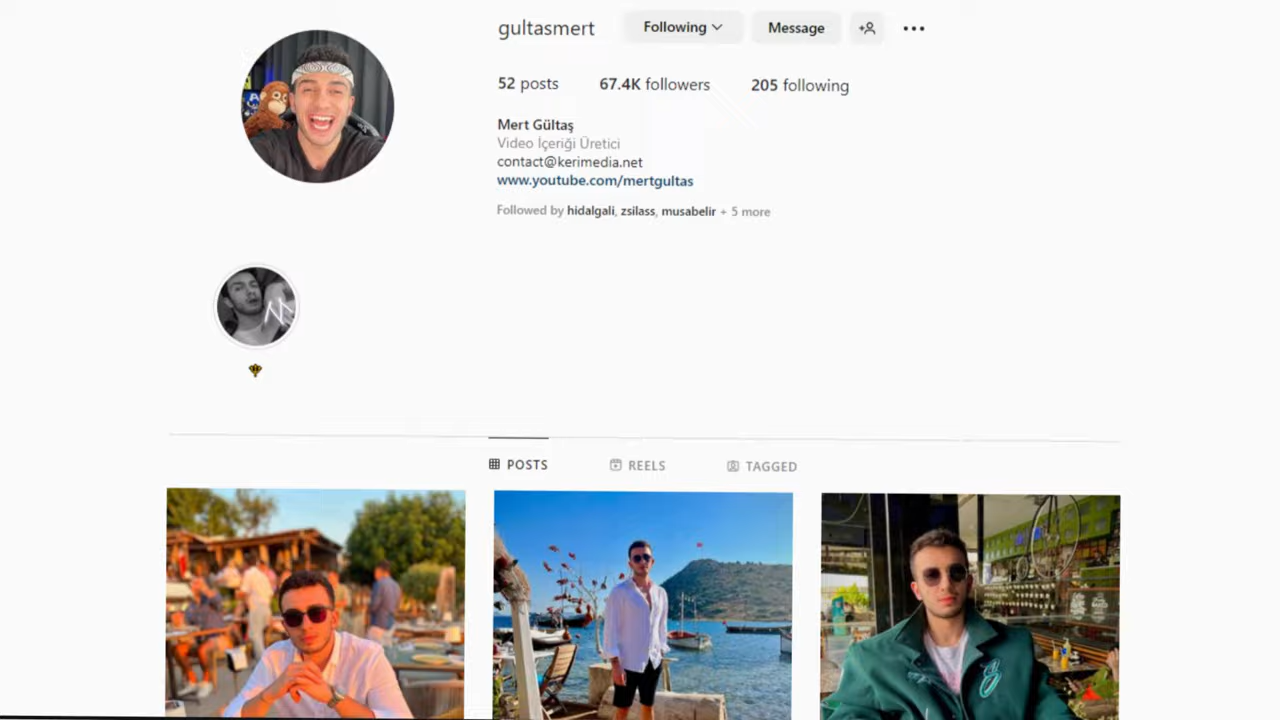 gultasmert Following Message
52 posts 67.4K followers 205 following
Mert Gültaş
Video İçeriği Üretici
contact@kerimedia.net
www.youtube.com/mertgultas
Followed by hidalgali, zsilass, musabelir + 5 more
POSTS REELS TAGGED